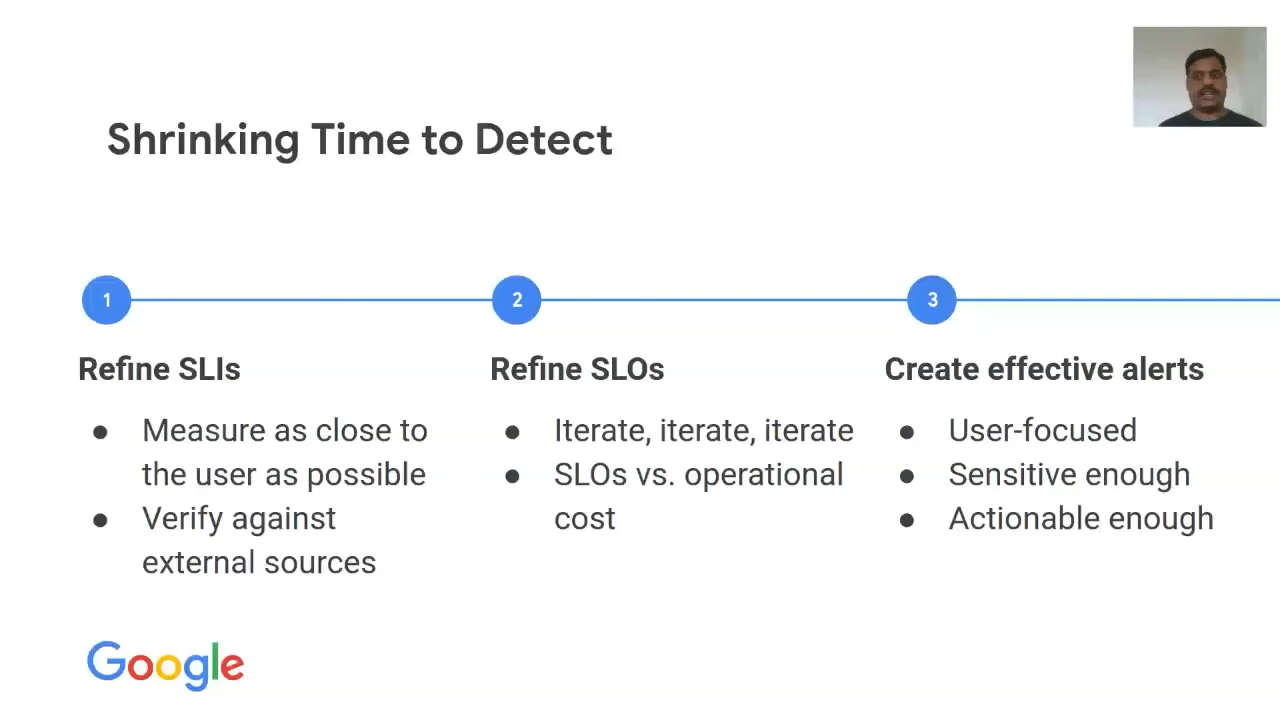 Shrinking Time to Detect
1
2
3
Refine SLIs
● Measure as close to
the user as possible
● Verify against
external sources
Refine SLOs
● Iterate, iterate, iterate
● SLOs vs. operational
cost
Create effective alerts
● User-focused
● Sensitive enough
● Actionable enough
Google